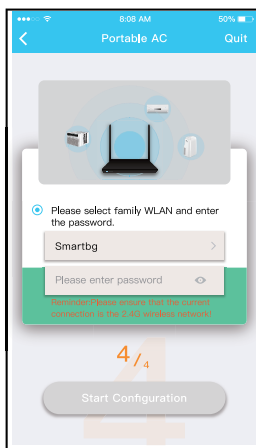 8:08 AM 50%
Portable AC Quit
Please select family WLAN and enter
the password.
Smartbg
Please enter password
Reminder:Please ensure that the current
connection is the 2.4G wireless network!
4/4
4
Start Configuration